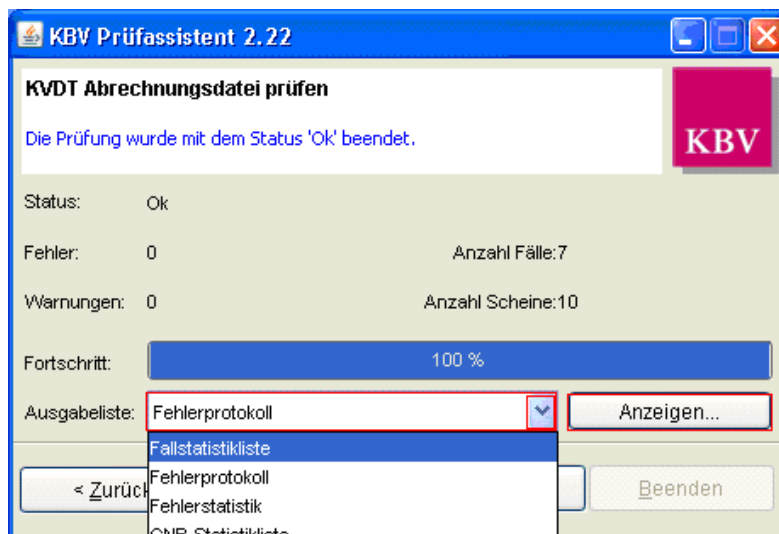 KBV Prüfassistent 2.22
KVDT Abrechnungsdatei prüfen
Die Prüfung wurde mit dem Status 'Ok' beendet.
KBV
Status: Ok
Fehler: 0 Anzahl Fälle:7
Warnungen: 0 Anzahl Scheine:10
Fortschritt: 100 %
Ausgabeliste: Fehlerprotokoll Anzeigen...
Fallstatistikliste
Fehlerprotokoll
< Zurück Beenden
Fehlerstatistik